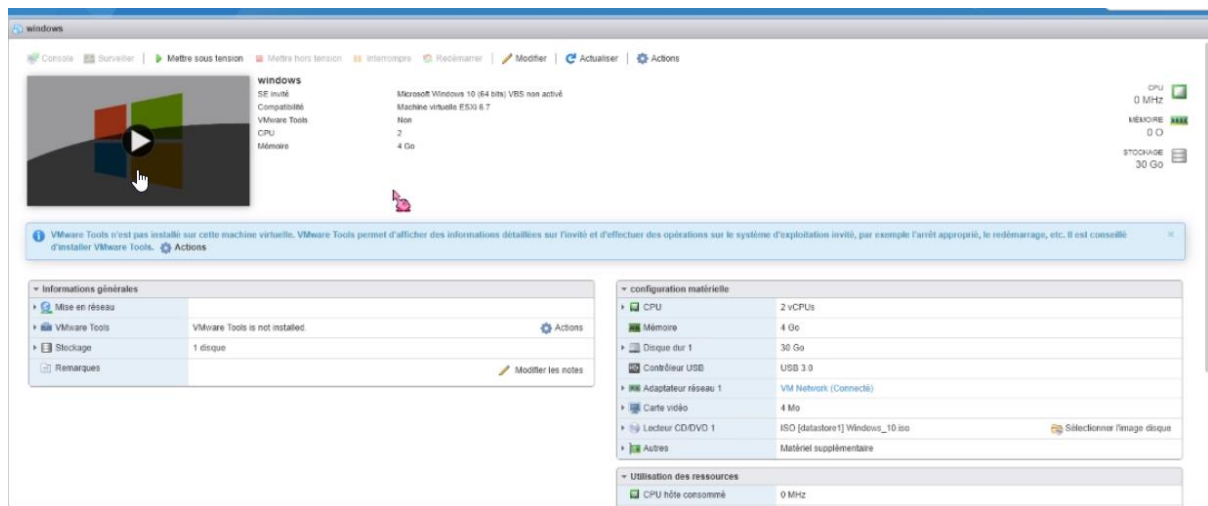 windows
Console Surveiller Mettre sous tension Mettre hors tension Interrompre Redémarrer Modifier Actualiser Actions
windows
SE invité Microsoft Windows 10 (64 bits) VBS non activé
Compatibilité Machine virtuelle ESXi 6.7
VMware Tools Non
CPU 2
Mémoire 4 Go
CPU
0 MHz
MÉMOIRE
0 O
STOCKAGE
30 Go
VMware Tools n'est pas installé sur cette machine virtuelle. VMware Tools permet d'afficher des informations détaillées sur l'invité et d'effectuer des opérations sur le système d'exploitation invité, par exemple l'arrêt approprié, le redémarrage, etc. Il est conseillé
d'installer VMware Tools. Actions
Informations générales
Mise en réseau
VMware Tools VMware Tools is not installed. Actions
Stockage 1 disque
Remarques Modifier les notes
configuration matérielle
CPU 2 vCPUs
Mémoire 4 Go
Disque dur 1 30 Go
Contrôleur USB USB 3.0
Adaptateur réseau 1 VM Network (Connecté)
Carte vidéo 4 Mo
Lecteur CD/DVD 1 ISO [datastore1] Windows_10.iso Sélectionner l'image disque
Autres Matériel supplémentaire
Utilisation des ressources
CPU hôte consommé 0 MHz